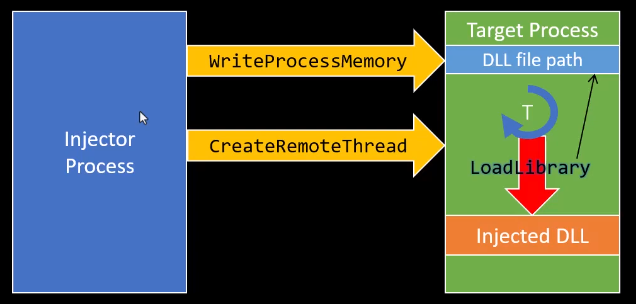 Injector
Process
WriteProcessMemory
CreateRemoteThread
Target Process
DLL file path
T
LoadLibrary
Injected DLL